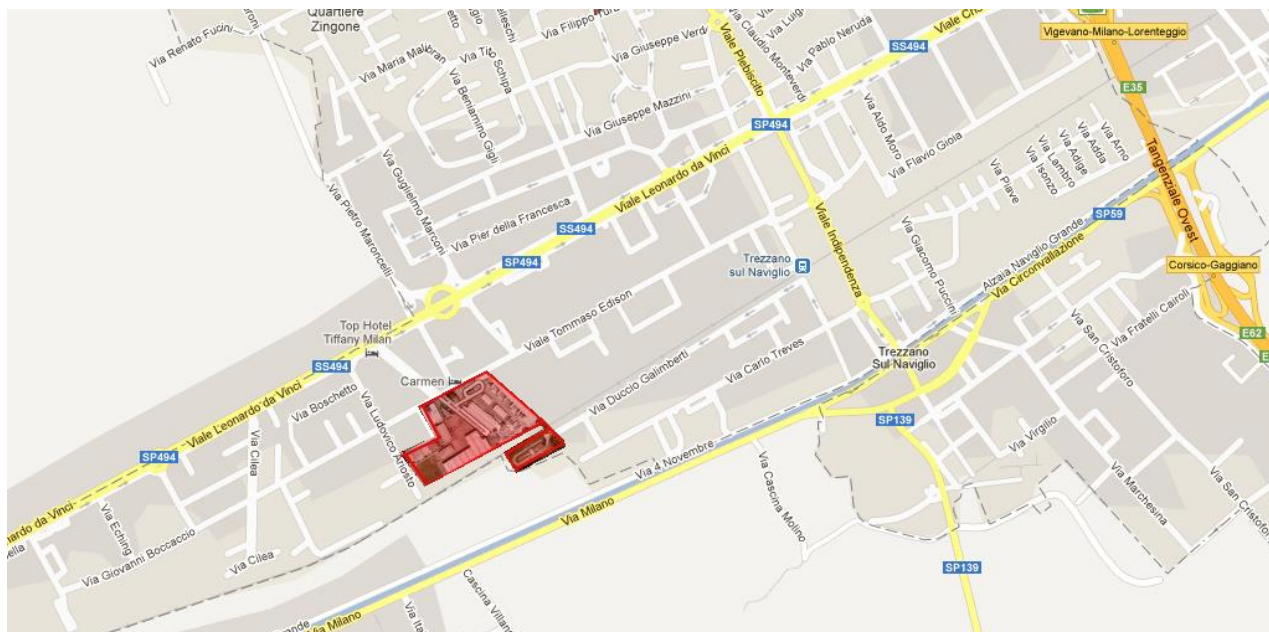 Quartiere
Zingone
Via Renato Fucini
Via Filippo Tura
Via Giuseppe Verdi
Via Tito Schipa
Via Maria Malibran
Via Beniamino Gigli
Via Giuseppe Mazzini
Viale Plebiscito
Via Claudio Monteverdi
Via Pablo Neruda
SS494
Vigevano-Milano-Lorenteggio
E35
SP494
Via Aldo Moro
Via Flavio Gioia
Via Arno
Via Adda
Via Adige
Via Lambro
Via Isonzo
Via Piave
Tangenziale Ovest
Via Guglielmo Marconi
Via Pietro Maroncelli
Via Pier della Francesca
Viale Leonardo da Vinci
SS494
SP494
Viale Indipendenza
Trezzano
sul Naviglio
Via Giacomo Puccini
Alzaia Naviglio Grande
Via Circonvallazione
SP59
Corsico-Gaggiano
Viale Tommaso Edison
Top Hotel
Tiffany Milan
SS494
Carmen
Via Duccio Galimberti
Via Carlo Treves
Trezzano
Sul Naviglio
Via San Cristoforo
Via Fratelli Cairoli
E62
Viale Leonardo da Vinci
Via Boschetto
Via Ludovico Ariosto
Via Cilea
SP494
SP139
Via Virgilio
Via 4 Novembre
Via Milano
Via Cascina Molino
Via Marchesina
Via San Cristoforo
Via Eching
Via Giovanni Boccaccio
Via Cilea
SP139
Cascina Villano
Via Milano